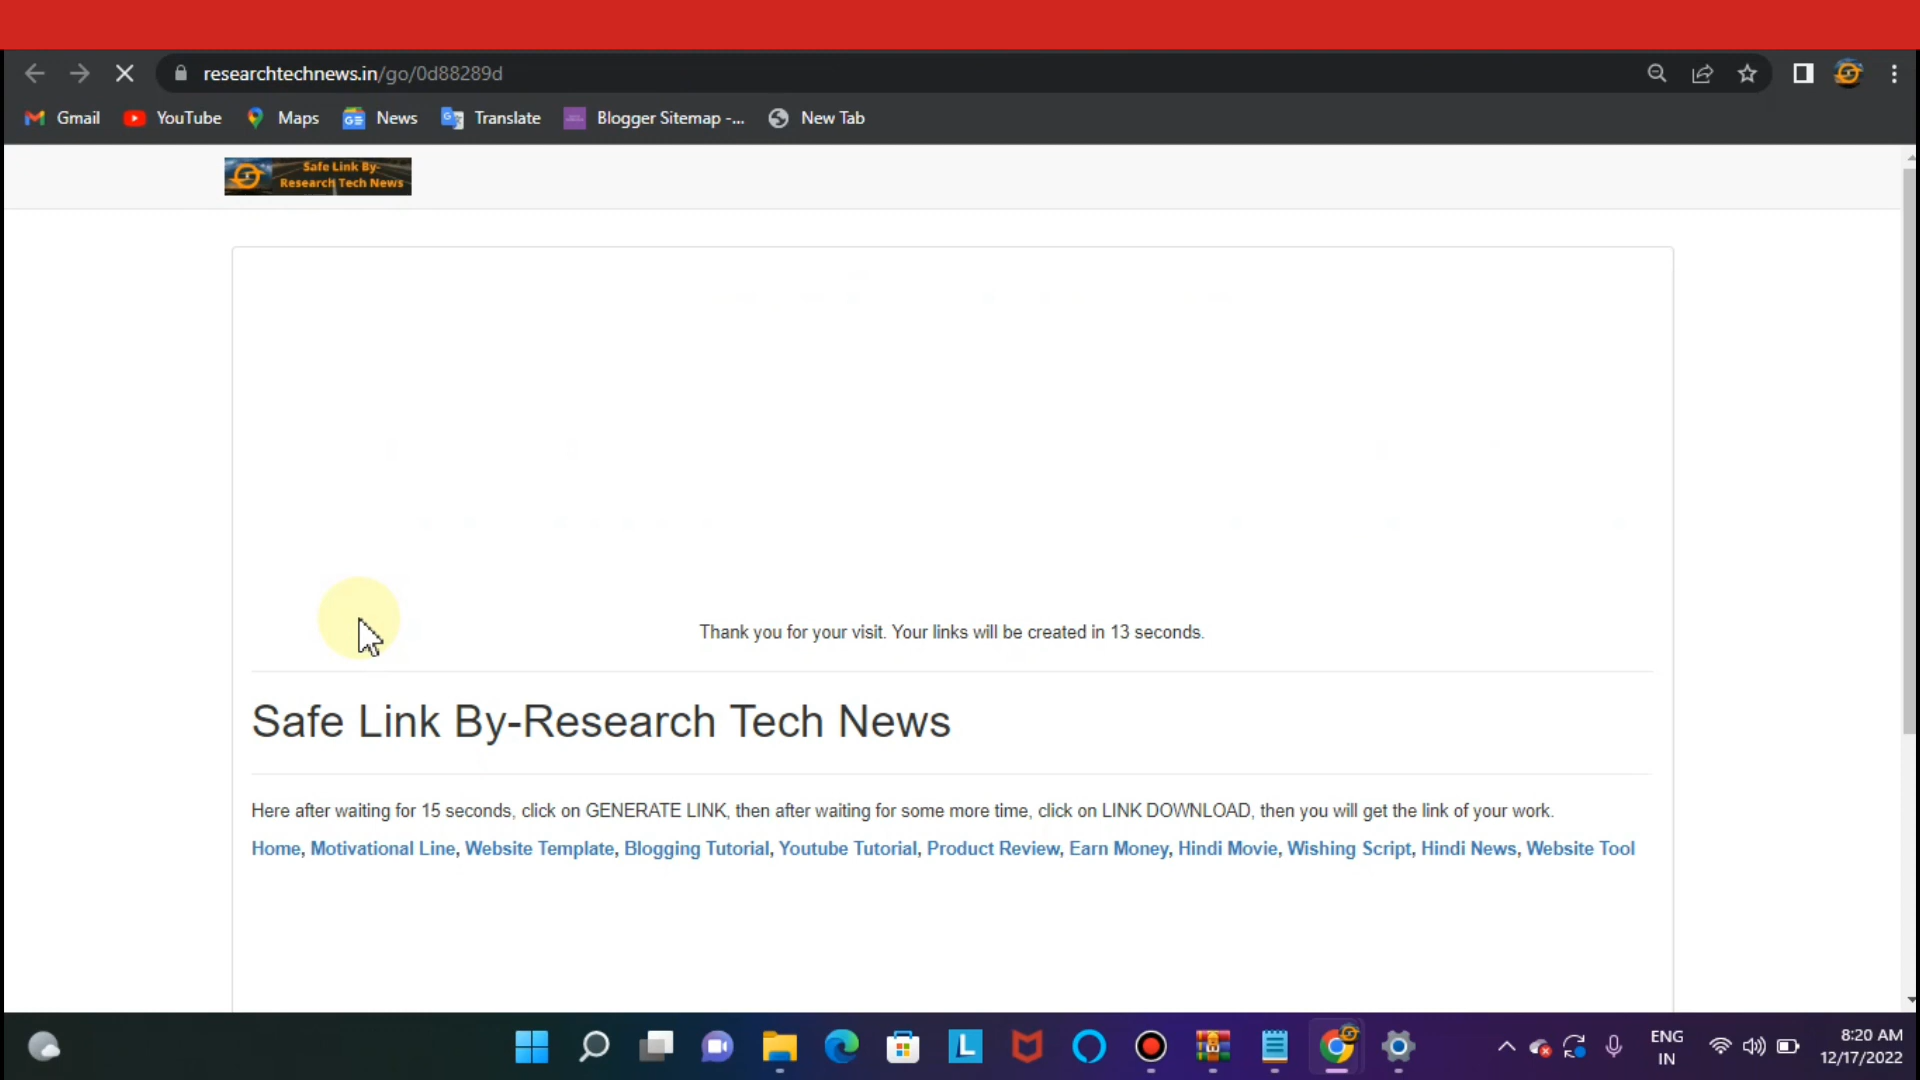 researchtechnews.in/go/0d88289d
Gmail YouTube Maps News Translate Blogger Sitemap -... New Tab
Safe Link By-
Research Tech News
Thank you for your visit. Your links will be created in 13 seconds.
Safe Link By-Research Tech News
Here after waiting for 15 seconds, click on GENERATE LINK, then after waiting for some more time, click on LINK DOWNLOAD, then you will get the link of your work.
Home, Motivational Line, Website Template, Blogging Tutorial, Youtube Tutorial, Product Review, Earn Money, Hindi Movie, Wishing Script, Hindi News, Website Tool
ENG
IN
8:20 AM
12/17/2022